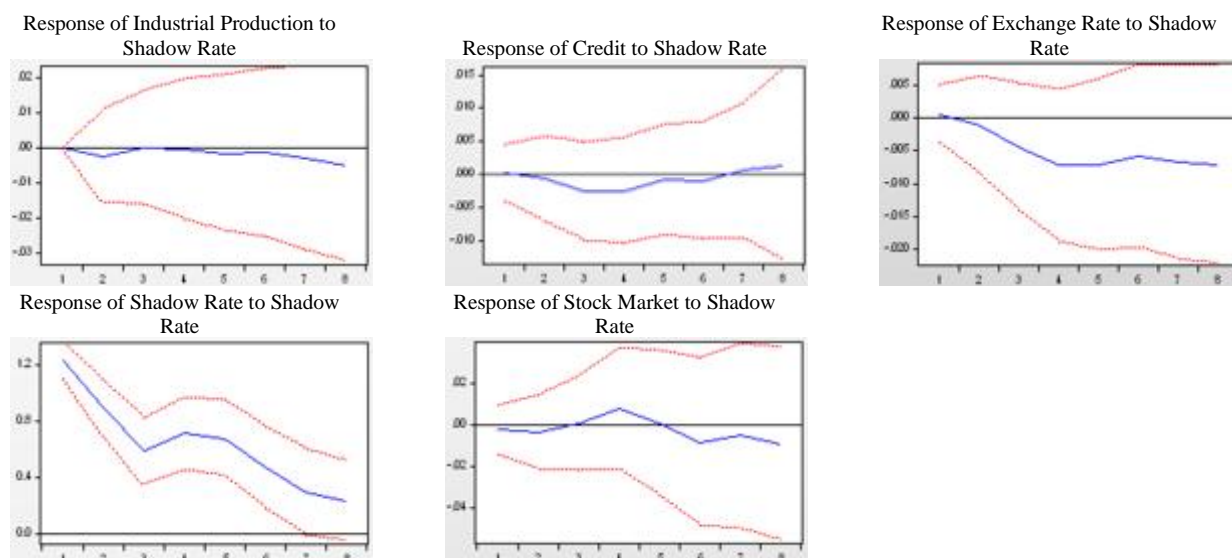 Response of Industrial Production to
Shadow Rate
.02
.01
.00
-.01
-.02
-.03
1 2 3 4 5 6 7 8
Response of Credit to Shadow Rate
.015
.010
.005
.000
-.005
-.010
1 2 3 4 5 6 7 8
Response of Exchange Rate to Shadow
Rate
.005
.000
-.005
-.010
-.015
-.020
1 2 3 4 5 6 7 8
Response of Shadow Rate to Shadow
Rate
1.2
0.8
0.4
0.0
1 2 3 4 5 6 7 8
Response of Stock Market to Shadow
Rate
.02
.00
-.02
-.04
1 2 3 4 5 6 7 8